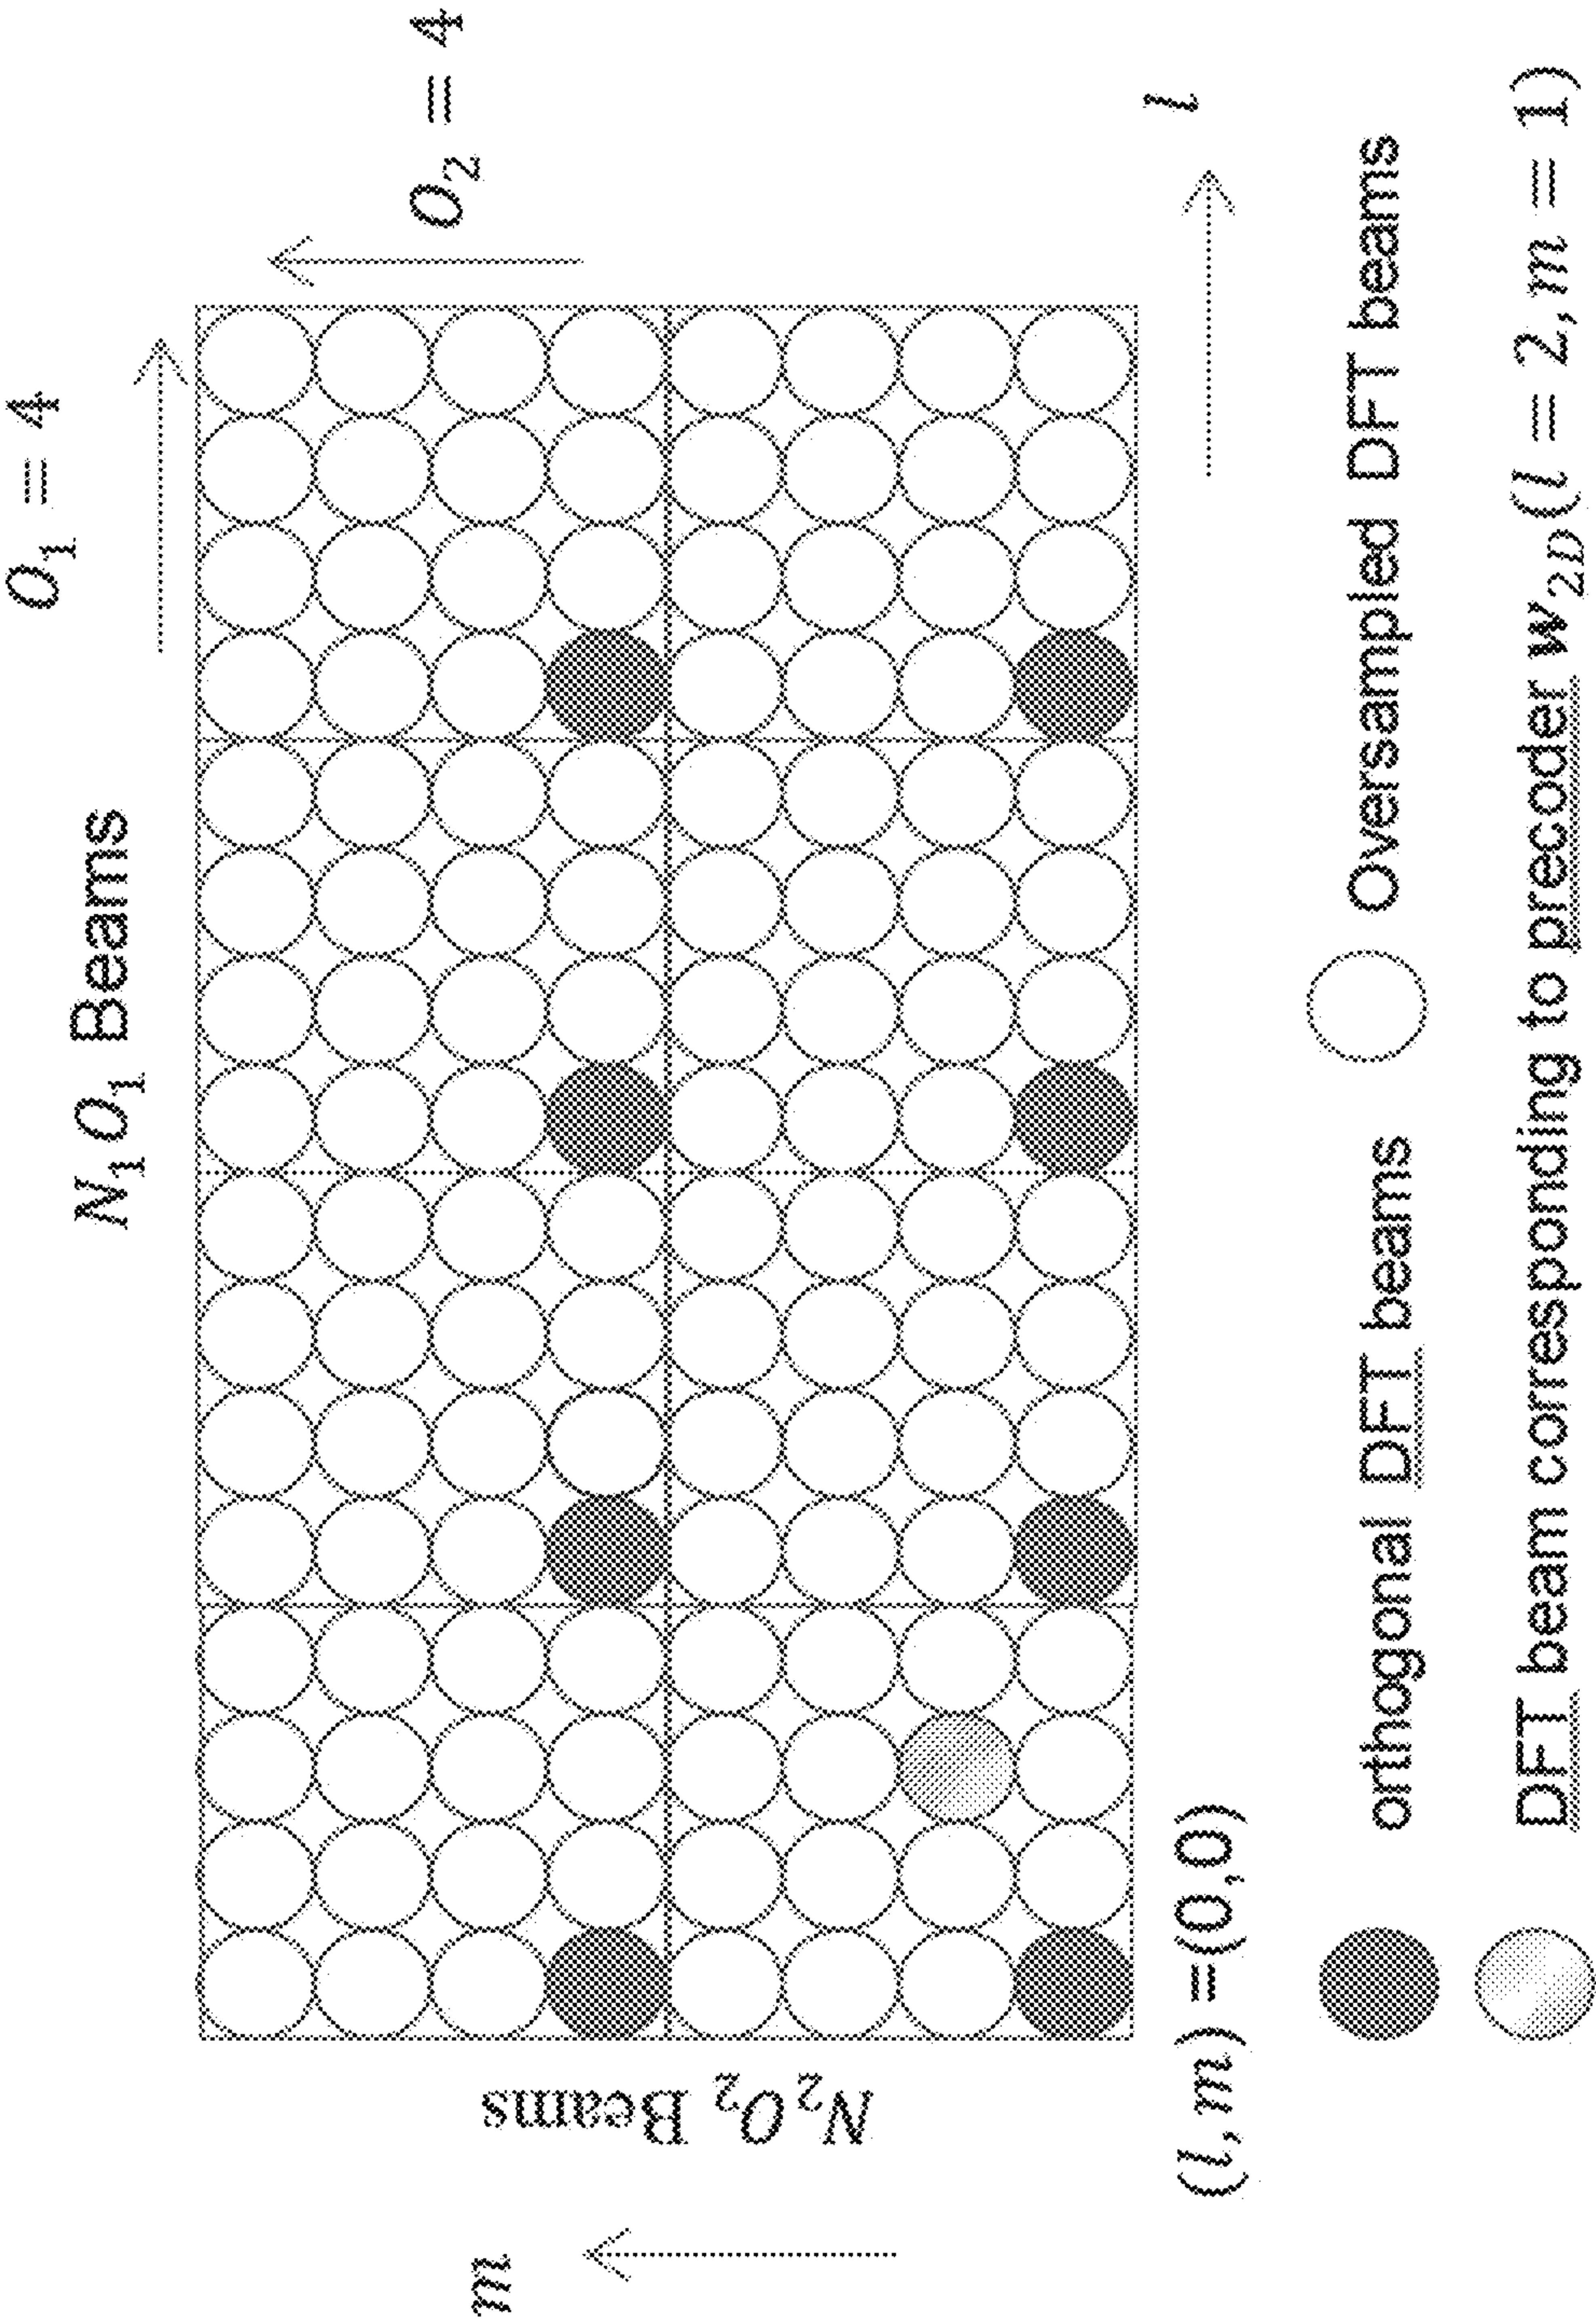 N₁O₁ Beams
O₁ = 4
O₂ = 4
N₂O₂ Beams
m
(l, m) =(0,0)
l
orthogonal DFT beams
Oversampled DFT beams
DFT beam corresponding to precoder w₂D(l = 2, m = 1)